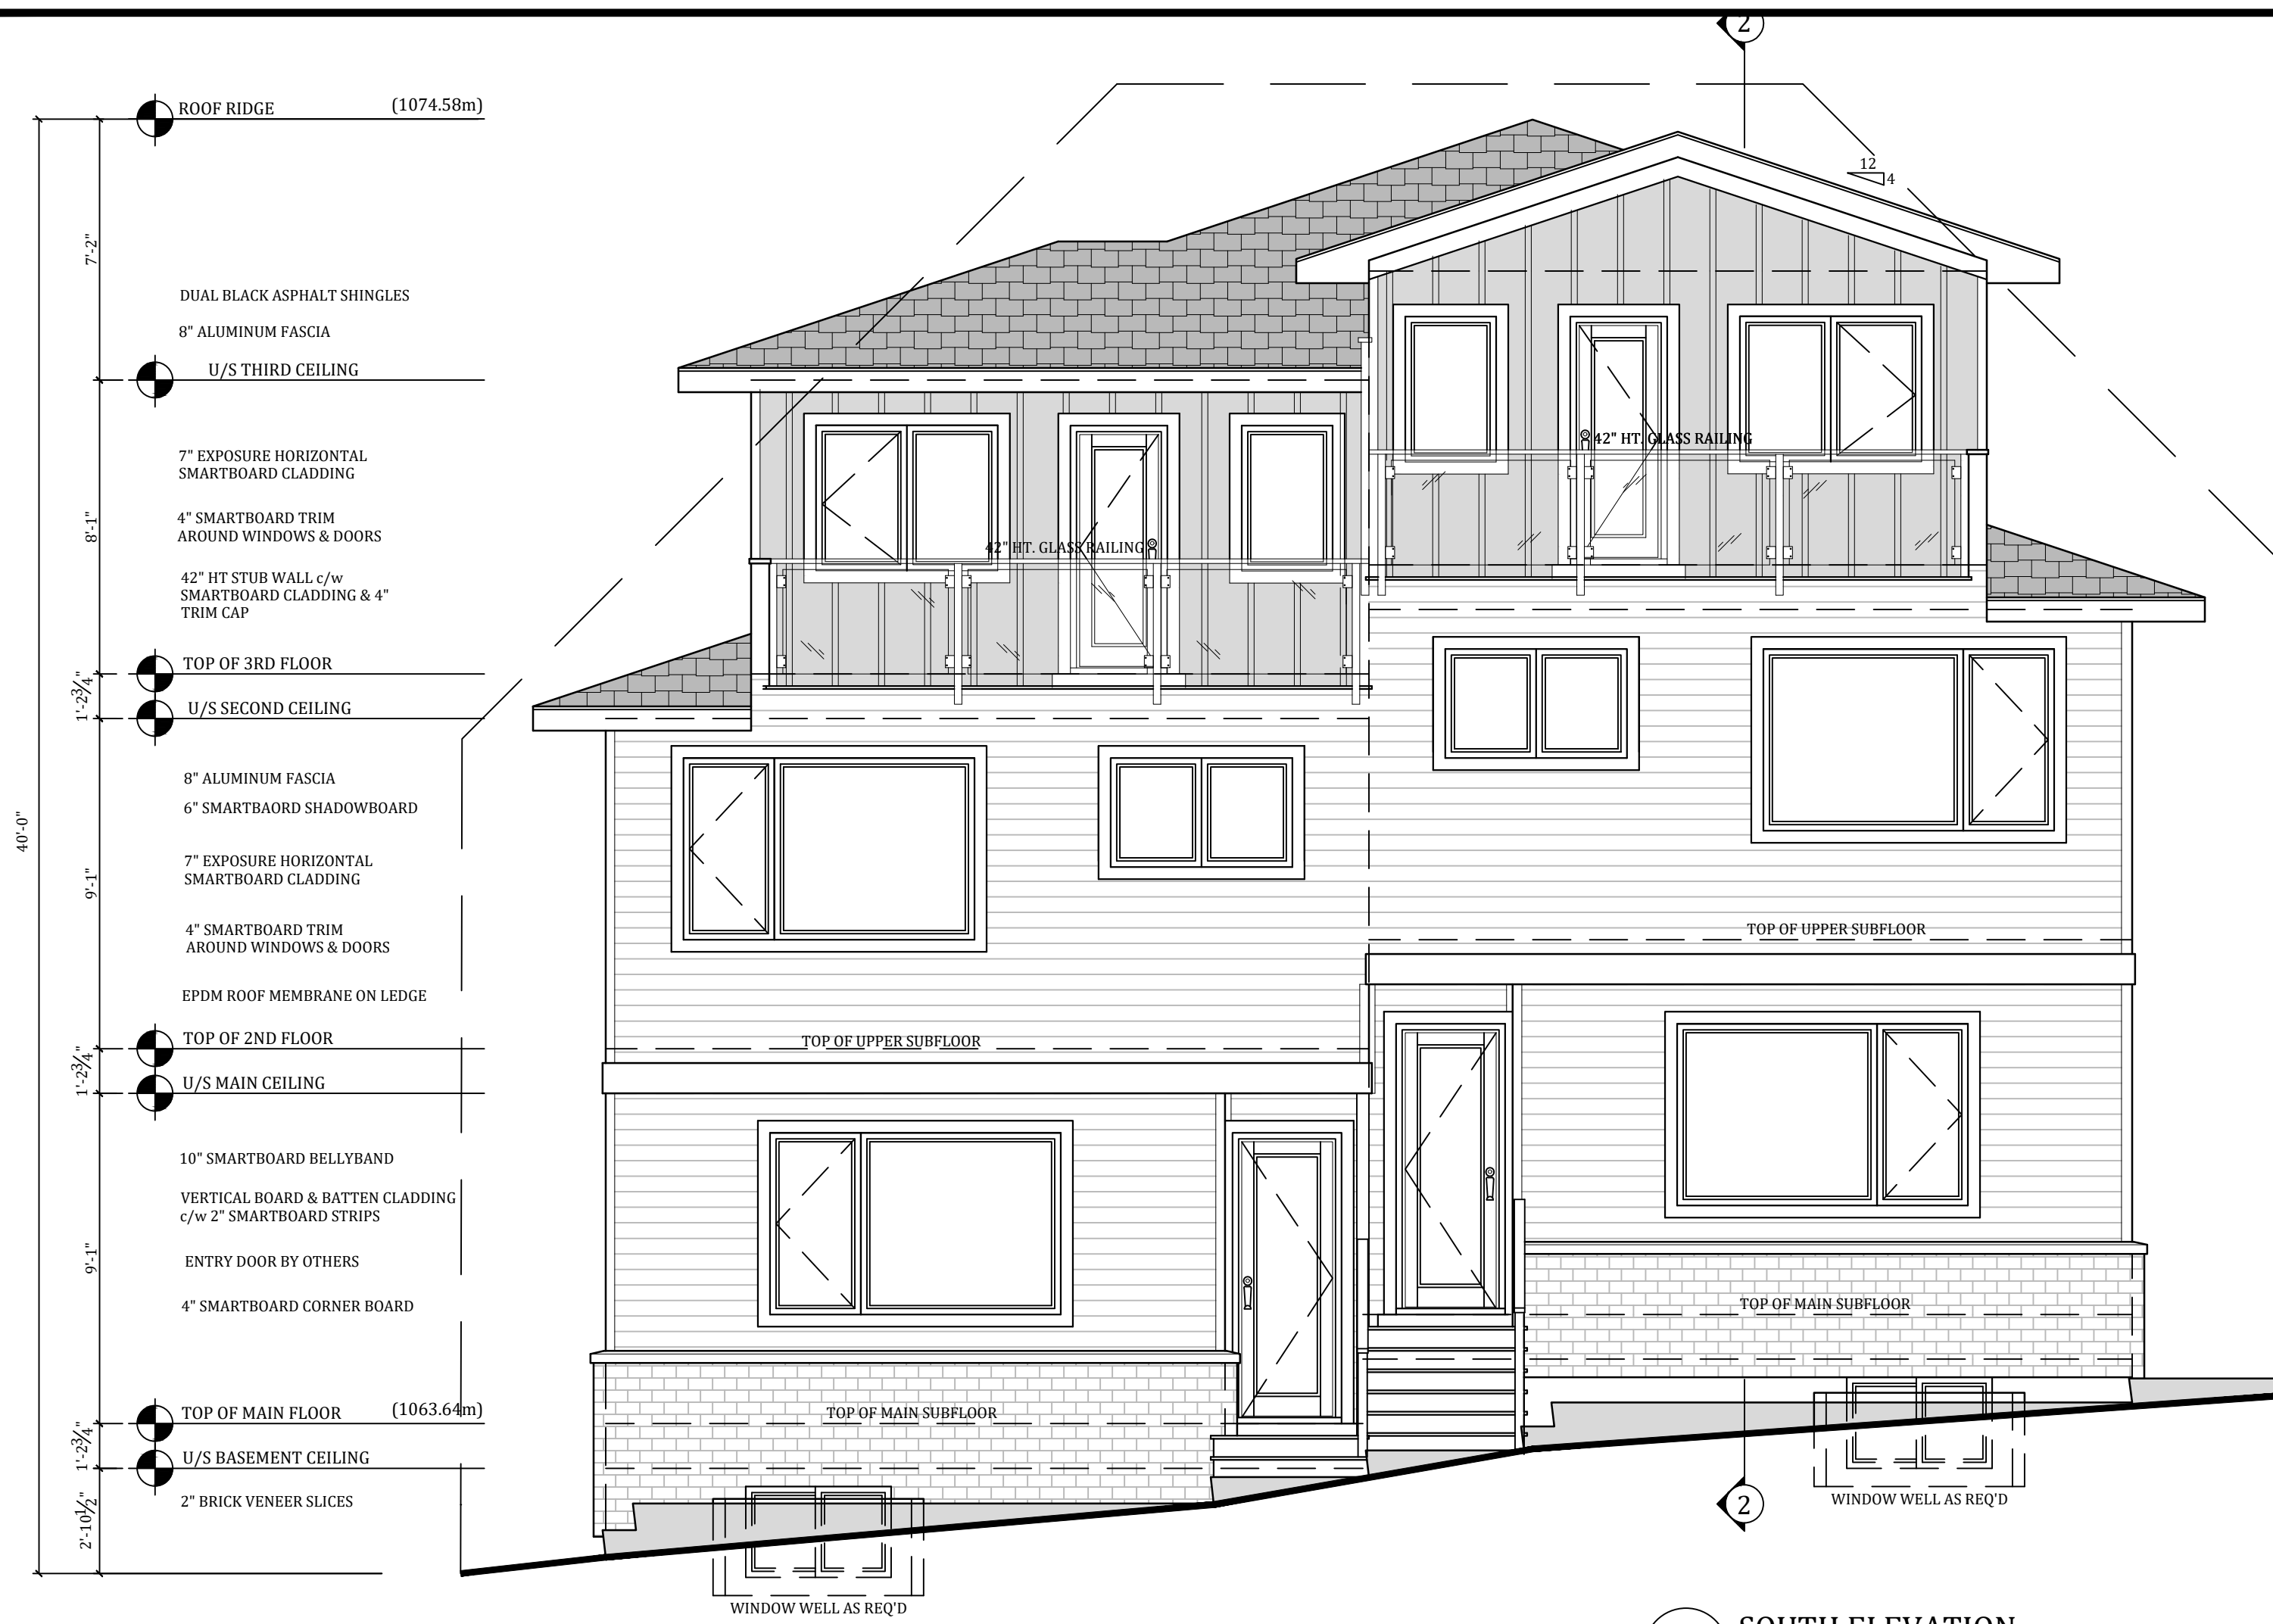 2
ROOF RIDGE (1074.58m)
12
4
7'-2"
DUAL BLACK ASPHALT SHINGLES
8" ALUMINUM FASCIA
U/S THIRD CEILING
7" EXPOSURE HORIZONTAL
SMARTBOARD CLADDING
42" HT. GLASS RAILING
8'-1"
4" SMARTBOARD TRIM
AROUND WINDOWS & DOORS
42" HT. GLASS RAILING
42" HT STUB WALL c/w
SMARTBOARD CLADDING & 4"
TRIM CAP
TOP OF 3RD FLOOR
1'-2¾"
U/S SECOND CEILING
8" ALUMINUM FASCIA
6" SMARTBAORD SHADOWBOARD
40'-0"
9'-1"
7" EXPOSURE HORIZONTAL
SMARTBOARD CLADDING
4" SMARTBOARD TRIM
AROUND WINDOWS & DOORS
TOP OF UPPER SUBFLOOR
EPDM ROOF MEMBRANE ON LEDGE
TOP OF 2ND FLOOR
TOP OF UPPER SUBFLOOR
1'-2¾"
U/S MAIN CEILING
10" SMARTBOARD BELLYBAND
VERTICAL BOARD & BATTEN CLADDING
c/w 2" SMARTBOARD STRIPS
9'-1"
ENTRY DOOR BY OTHERS
4" SMARTBOARD CORNER BOARD
TOP OF MAIN SUBFLOOR
TOP OF MAIN FLOOR (1063.64m)
TOP OF MAIN SUBFLOOR
1'-2¾"
U/S BASEMENT CEILING
2" BRICK VENEER SLICES
2'-10½"
WINDOW WELL AS REQ'D
2
WINDOW WELL AS REQ'D
SOUTH ELEVATION